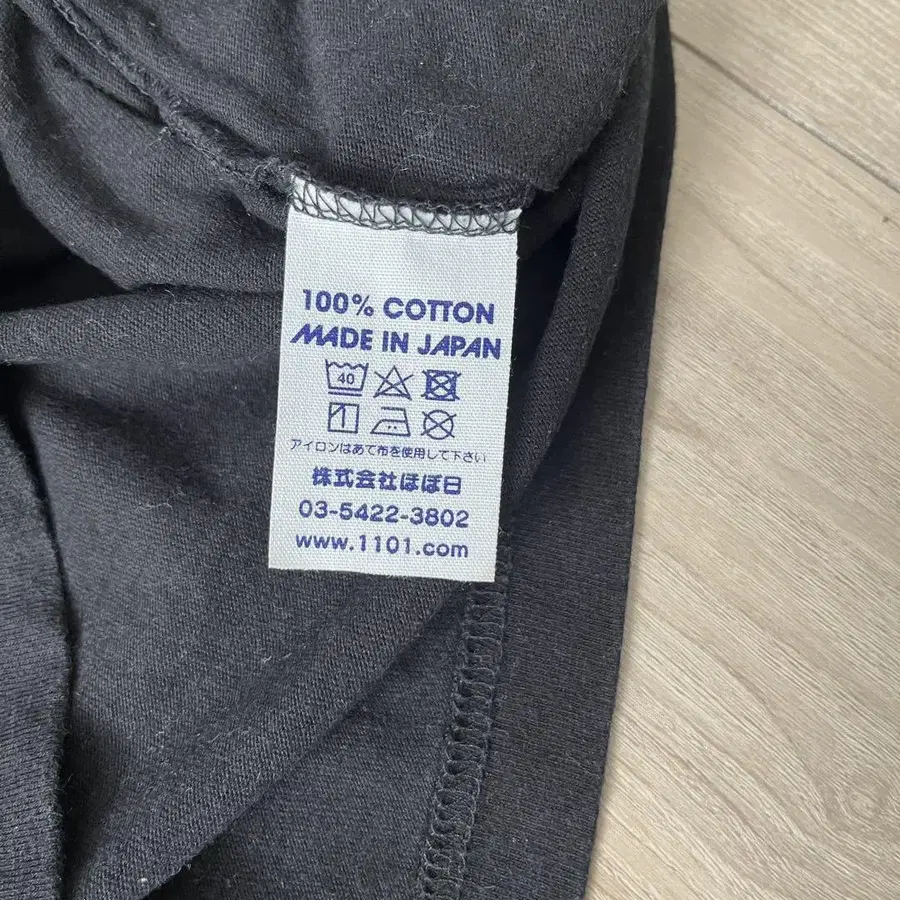 100% COTTON
MADE IN JAPAN
40
アイロンはあて布を使用して下さい
株式会社ほぼ日
03-5422-3802
www.1101.com